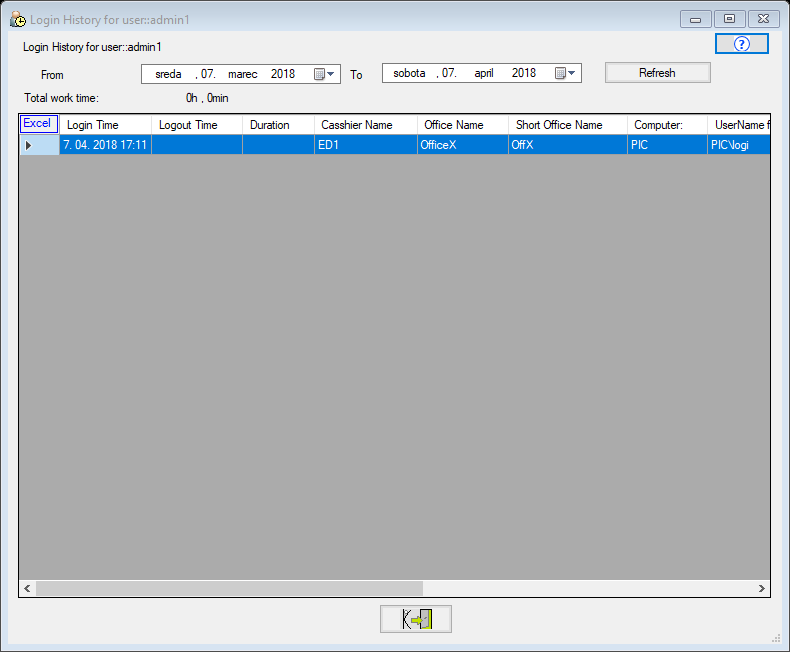 Login History for user::admin1
Login History for user::admin1
?
From sreda , 07. marec 2018 To sobota , 07. april 2018 Refresh
Total work time: 0h , 0min
Excel Login Time Logout Time Duration Casshier Name Office Name Short Office Name Computer: UserName f
7. 04. 2018 17:11 ED1 OfficeX OffX PIC PIC\logi